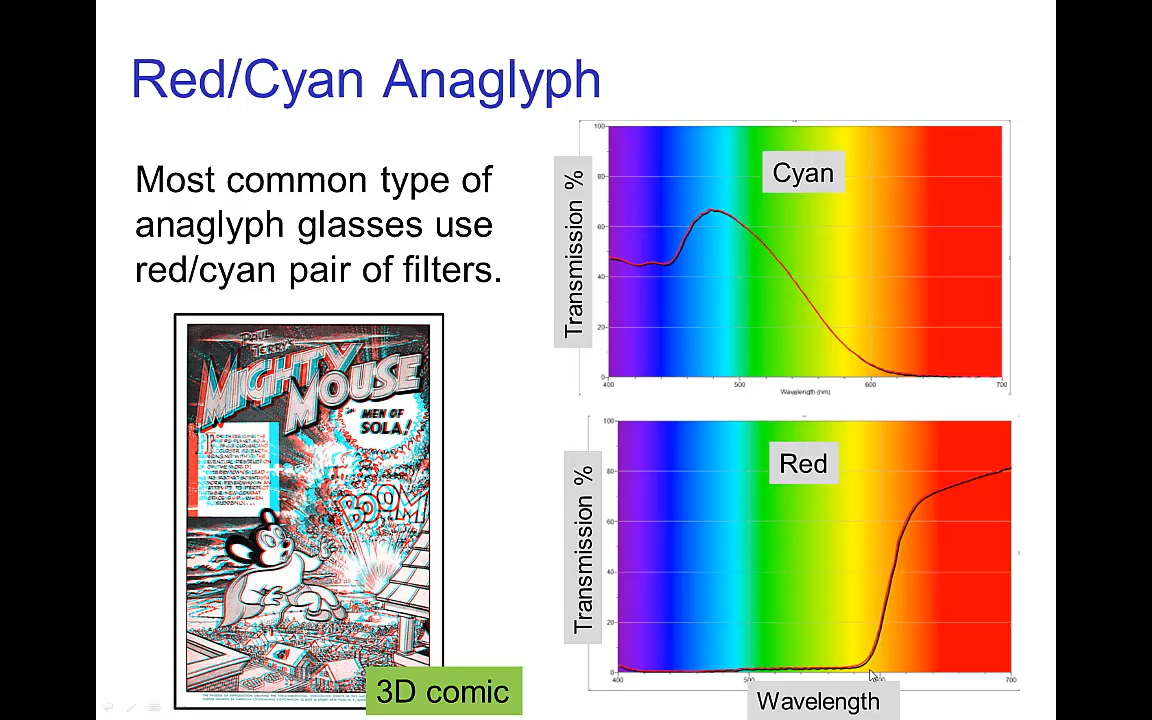 Red/Cyan Anaglyph
Most common type of
anaglyph glasses use
red/cyan pair of filters.
PAUL
TERRY'S
MIGHTY
MOUSE
in MEN OF
SOLA!
BOOM
3D comic
Cyan
Transmission %
100
80
60
40
20
0
400 500 600 700
Wavelength (nm)
Red
Transmission %
100
80
60
40
20
0
400 500 600 700
Wavelength